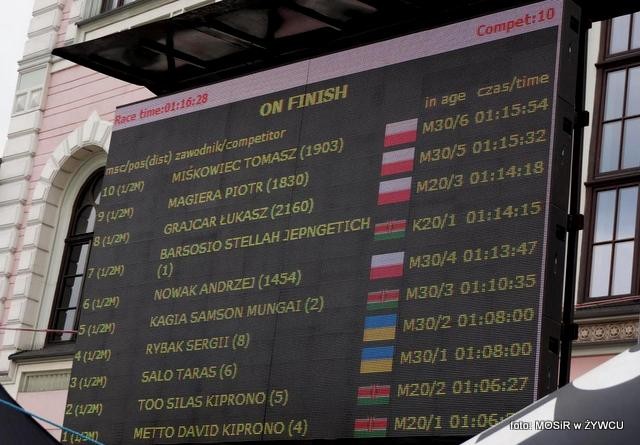 Compet:10
Race time:01:16:28
ON FINISH
msc/pos(dist) zawodnik/competitor in age czas/time
10 (1/2M) MIŚKOWIEC TOMASZ (1903) M30/6 01:15:54
9 (1/2M) MAGIERA PIOTR (1830) M30/5 01:15:32
8 (1/2M) GRAJCAR ŁUKASZ (2160) M20/3 01:14:18
7 (1/2M) BARSOSIO STELLAH JEPNGETICH K20/1 01:14:15
(1)
6 (1/2M) NOWAK ANDRZEJ (1454) M30/4 01:13:47
5 (1/2M) KAGIA SAMSON MUNGAI (2) M30/3 01:10:35
4 (1/2M) RYBAK SERGII (8) M30/2 01:08:00
3 (1/2M) SALO TARAS (6) M30/1 01:08:00
2 (1/2M) TOO SILAS KIPRONO (5) M20/2 01:06:27
1 (1/2M) METTO DAVID KIPRONO (4) M20/1
foto: MOSiR w ŻYWCU